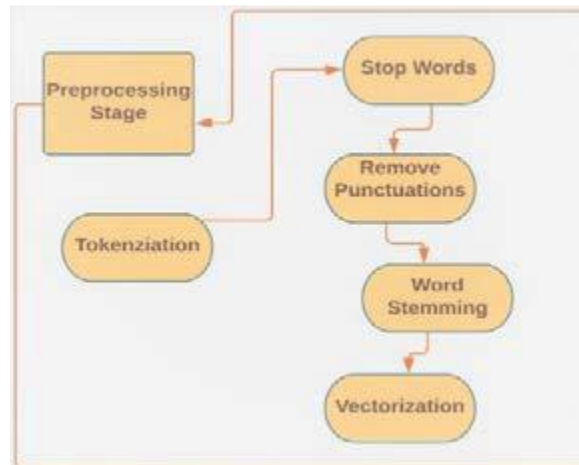 Preprocessing
Stage
Tokenziation
Stop Words
Remove
Punctuations
Word
Stemming
Vectorization